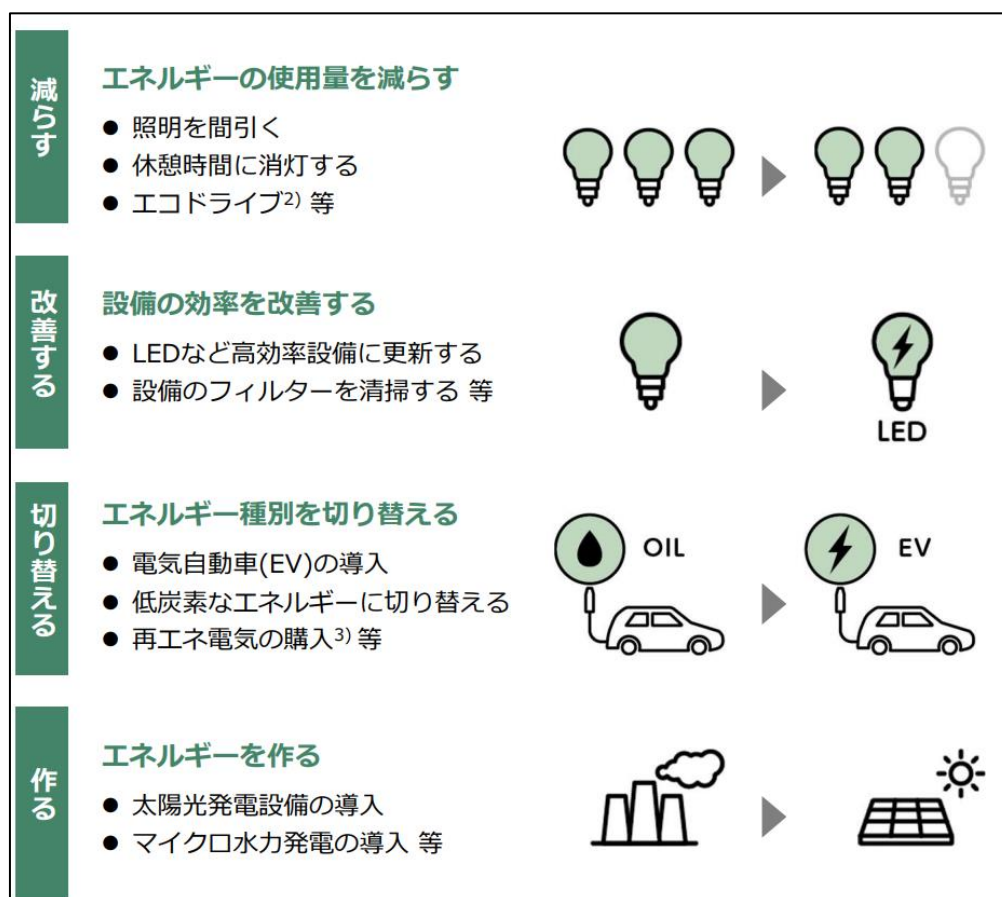 減らす
エネルギーの使用量を減らす
● 照明を間引く
● 休憩時間に消灯する
● エコドライブ2) 等
改善する
設備の効率を改善する
● LEDなど高効率設備に更新する
● 設備のフィルターを清掃する 等
LED
切り替える
エネルギー種別を切り替える
● 電気自動車(EV)の導入
● 低炭素なエネルギーに切り替える
● 再エネ電気の購入3) 等
OIL
EV
作る
エネルギーを作る
● 太陽光発電設備の導入
● マイクロ水力発電の導入 等